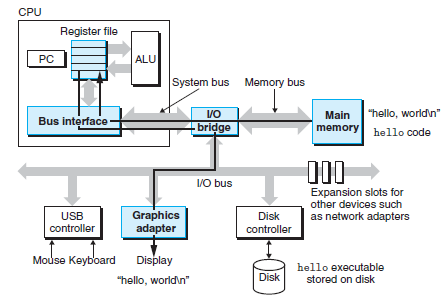 CPU
Register file
PC
ALU
System bus
Memory bus
Bus interface
I/O
bridge
Main
memory
"hello, world\n"
hello code
I/O bus
Expansion slots for
other devices such
as network adapters
USB
controller
Graphics
adapter
Disk
controller
Mouse Keyboard
Display
"hello, world\n"
Disk
hello executable
stored on disk